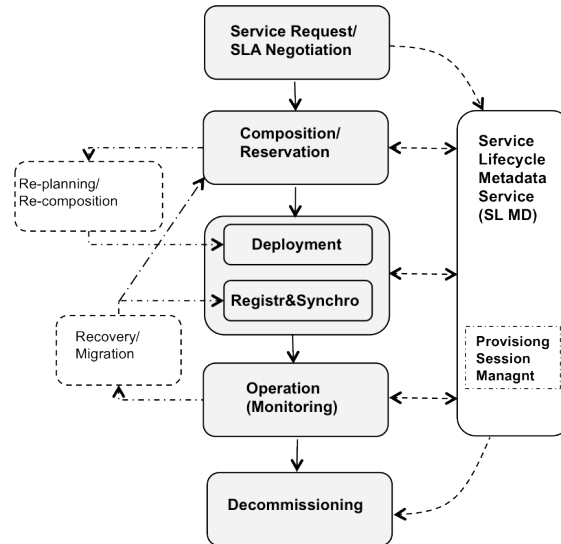 Service Request/
SLA Negotiation
Composition/
Reservation
Service
Lifecycle
Metadata
Service
(SL MD)
Re-planning/
Re-composition
Deployment
Registr&Synchro
Recovery/
Migration
Provisiong
Session
Managnt
Operation
(Monitoring)
Decommissioning